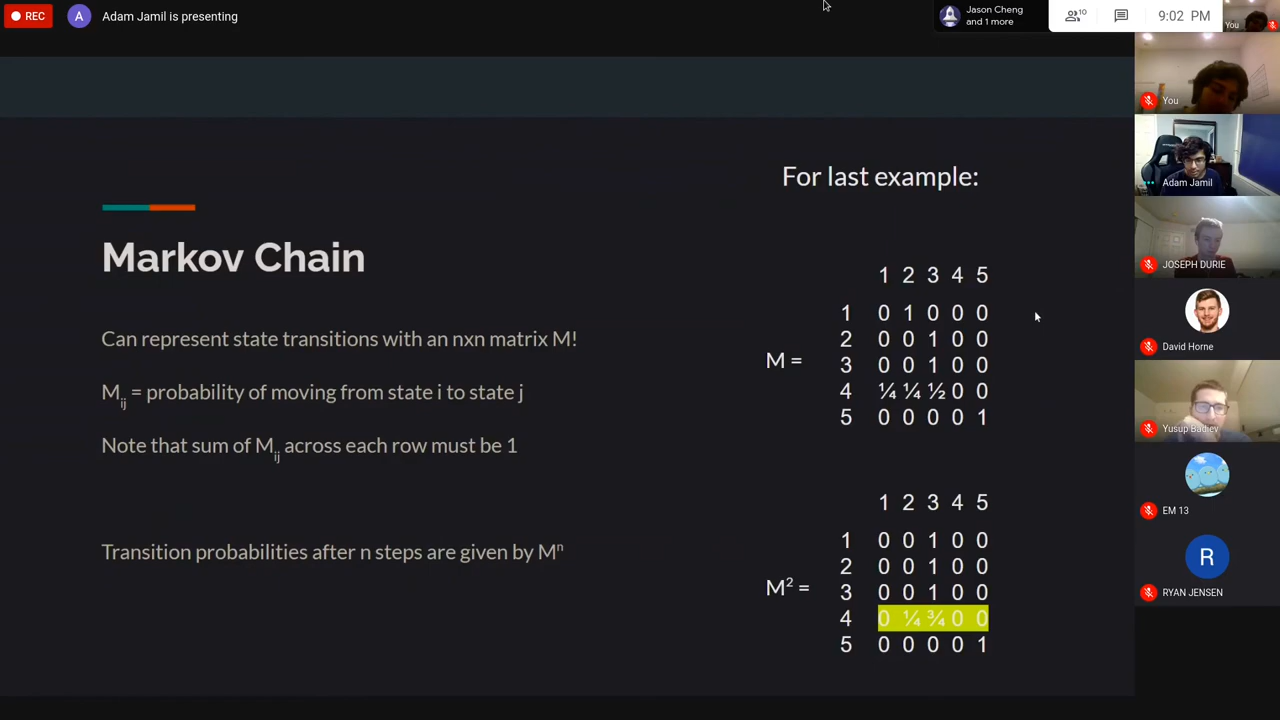 REC
A
Adam Jamil is presenting
Jason Cheng
and 1 more
10
9:02 PM
You
You
Adam Jamil
JOSEPH DURIE
David Horne
Yusup Badiev
EM 13
R
RYAN JENSEN
Markov Chain
Can represent state transitions with an nxn matrix M!
Mij = probability of moving from state i to state j
Note that sum of Mij across each row must be 1
Transition probabilities after n steps are given by Mⁿ
For last example:
1 2 3 4 5
1 0 1 0 0 0
2 0 0 1 0 0
M = 3 0 0 1 0 0
4 ¼ ¼ ½ 0 0
5 0 0 0 0 1
1 2 3 4 5
1 0 0 1 0 0
2 0 0 1 0 0
M² = 3 0 0 1 0 0
4 0 ¼ ¾ 0 0
5 0 0 0 0 1